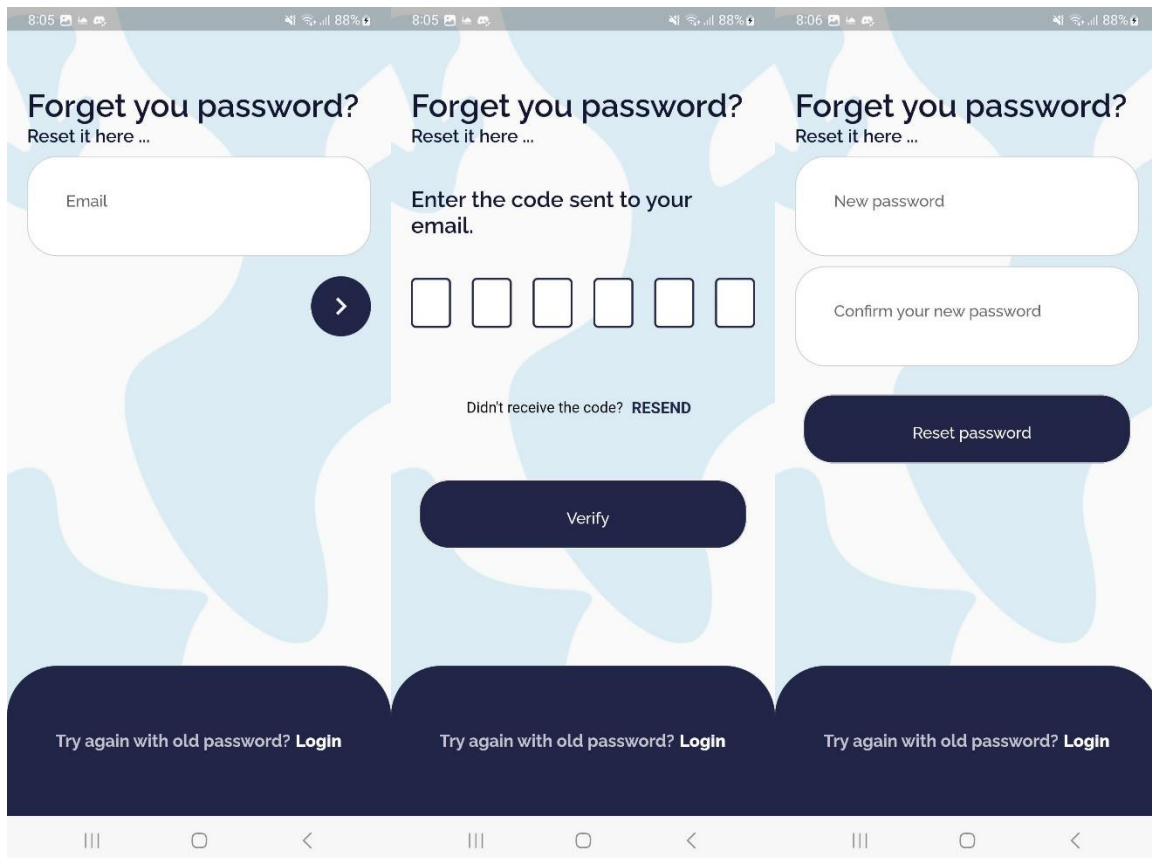 8:05 88%
Forget you password?
Reset it here ...
Email
Try again with old password? Login
8:05 88%
Forget you password?
Reset it here ...
Enter the code sent to your
email.
Didn't receive the code? RESEND
Verify
Try again with old password? Login
8:06 88%
Forget you password?
Reset it here ...
New password
Confirm your new password
Reset password
Try again with old password? Login